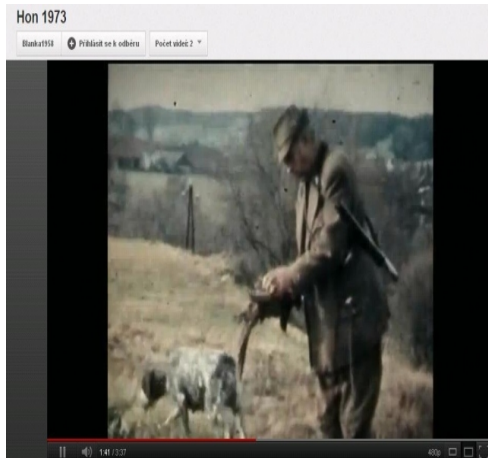 Hon 1973
Blanka1958 Přihlásit se k odběru Počet videí: 2
1:41 / 3:37 480p